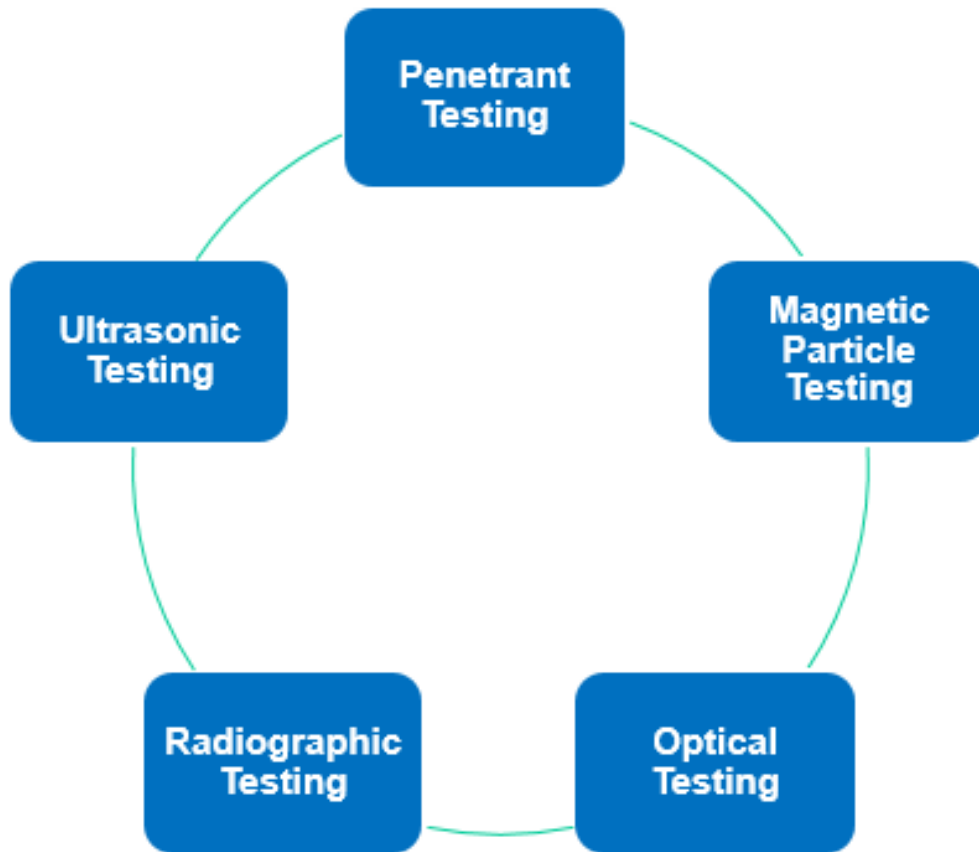 Penetrant
Testing
Ultrasonic
Testing
Magnetic
Particle
Testing
Radiographic
Testing
Optical
Testing